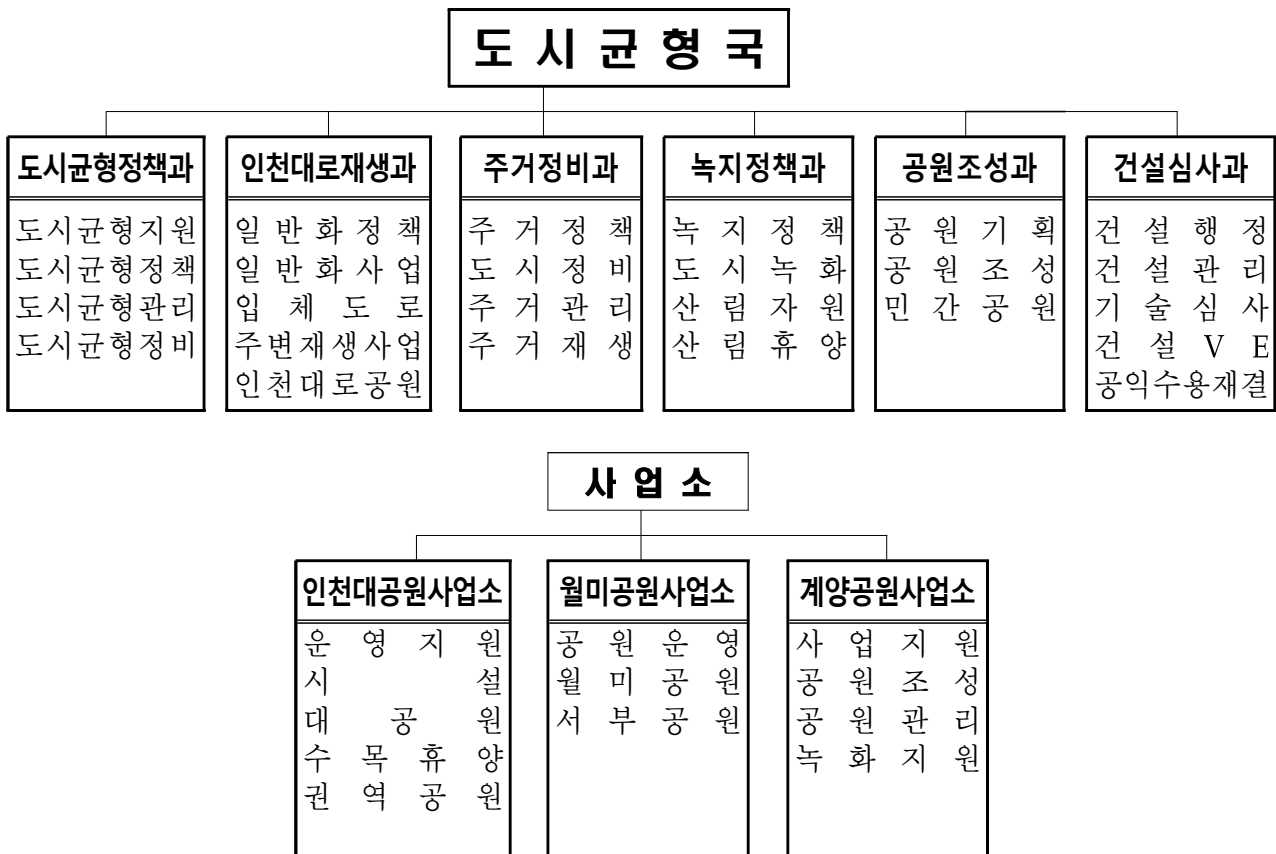 도시균형국
도시균형정책과
도시균형지원
도시균형정책
도시균형관리
도시균형정비
인천대로재생과
일반화정책
일반화사업
입체도로
주변재생사업
인천대로공원
주거정비과
주거정책
도시정비
주거관리
주거재생
녹지정책과
녹지정책
도시녹화
산림자원
산림휴양
공원조성과
공원기획
공원조성
민간공원
건설심사과
건설행정
건설관리
기술심사
건설VE
공익수용재결
사업소
인천대공원사업소
운영지원
시설
대공원
수목휴양
권역공원
월미공원사업소
공원운영
월미공원
서부공원
계양공원사업소
사업지원
공원조성
공원관리
녹화지원